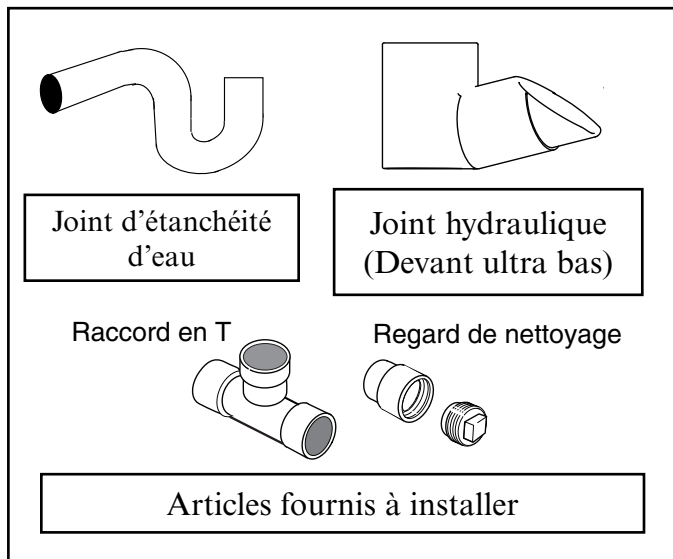 Joint d'étanchéité
d'eau
Joint hydraulique
(Devant ultra bas)
Raccord en T
Regard de nettoyage
Articles fournis à installer